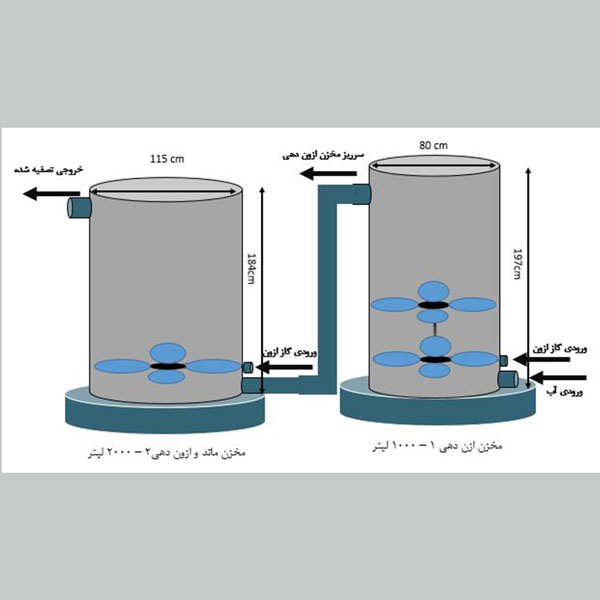 80 cm
سرریز مخزن ازون دهی
115 cm
خروجی تصفیه شده
184cm
197cm
ورودی گاز ازون
ورودی گاز ازون
ورودی آب
مخزن ازن دهی ۱ – ۱۰۰۰ لیتر
مخزن ماند و ازون دهی۲ – ۲۰۰۰ لیتر